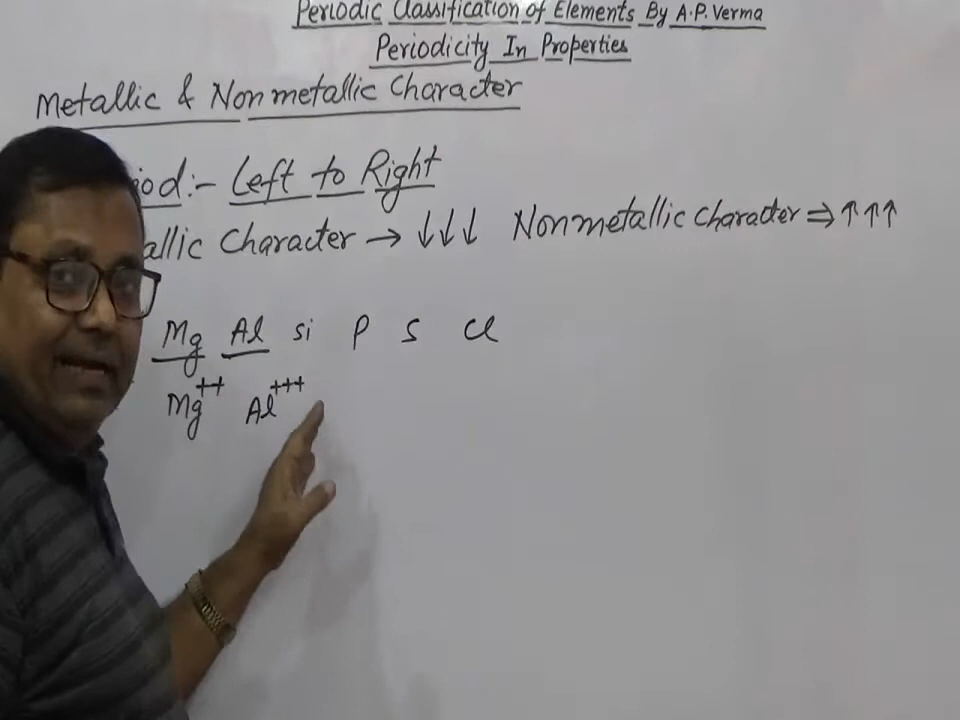 Periodic Classification of Elements By A.P. Verma
Periodicity In Properties
Metallic & Nonmetallic Character
iod:- Left to Right
allic Character → ↓↓↓ Nonmetallic Character ⇒ ↑↑↑
Mg Al si P S Cl
Mg++ Al+++